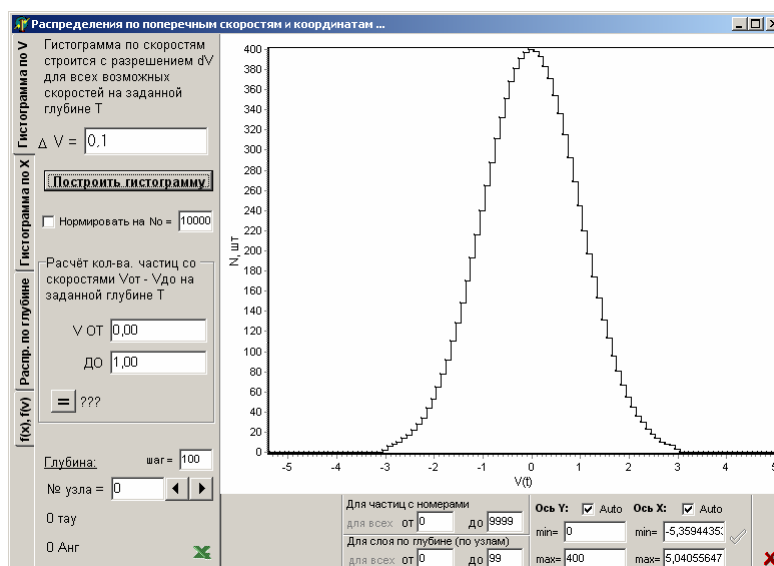 Распределения по поперечным скоростям и координатам ...
Гистограмма по V
Гистограмма по X
Распр. по глубине
f(x), f(v)
Гистограмма по скоростям
строится с разрешением dV
для всех возможных
скоростей на заданной
глубине T
Δ V = 0,1
Построить гистограмму
Нормировать на No = 10000
Расчёт кол-ва. частиц со
скоростями Vот - Vдо на
заданной глубине T
V ОТ 0,00
ДО 1,00
= ???
Глубина: шаг = 100
№ узла = 0
0 тау
0 Анг
N, шт
400
380
360
340
320
300
280
260
240
220
200
180
160
140
120
100
80
60
40
20
0
-5 -4 -3 -2 -1 0 1 2 3 4 5
V(t)
Для частиц с номерами
для всех от 0 до 9999
Для слоя по глубине (по узлам)
для всех от 0 до 99
Ось Y: Auto Ось X: Auto
min= 0 min= -5,3594435
max= 400 max= 5,04055647